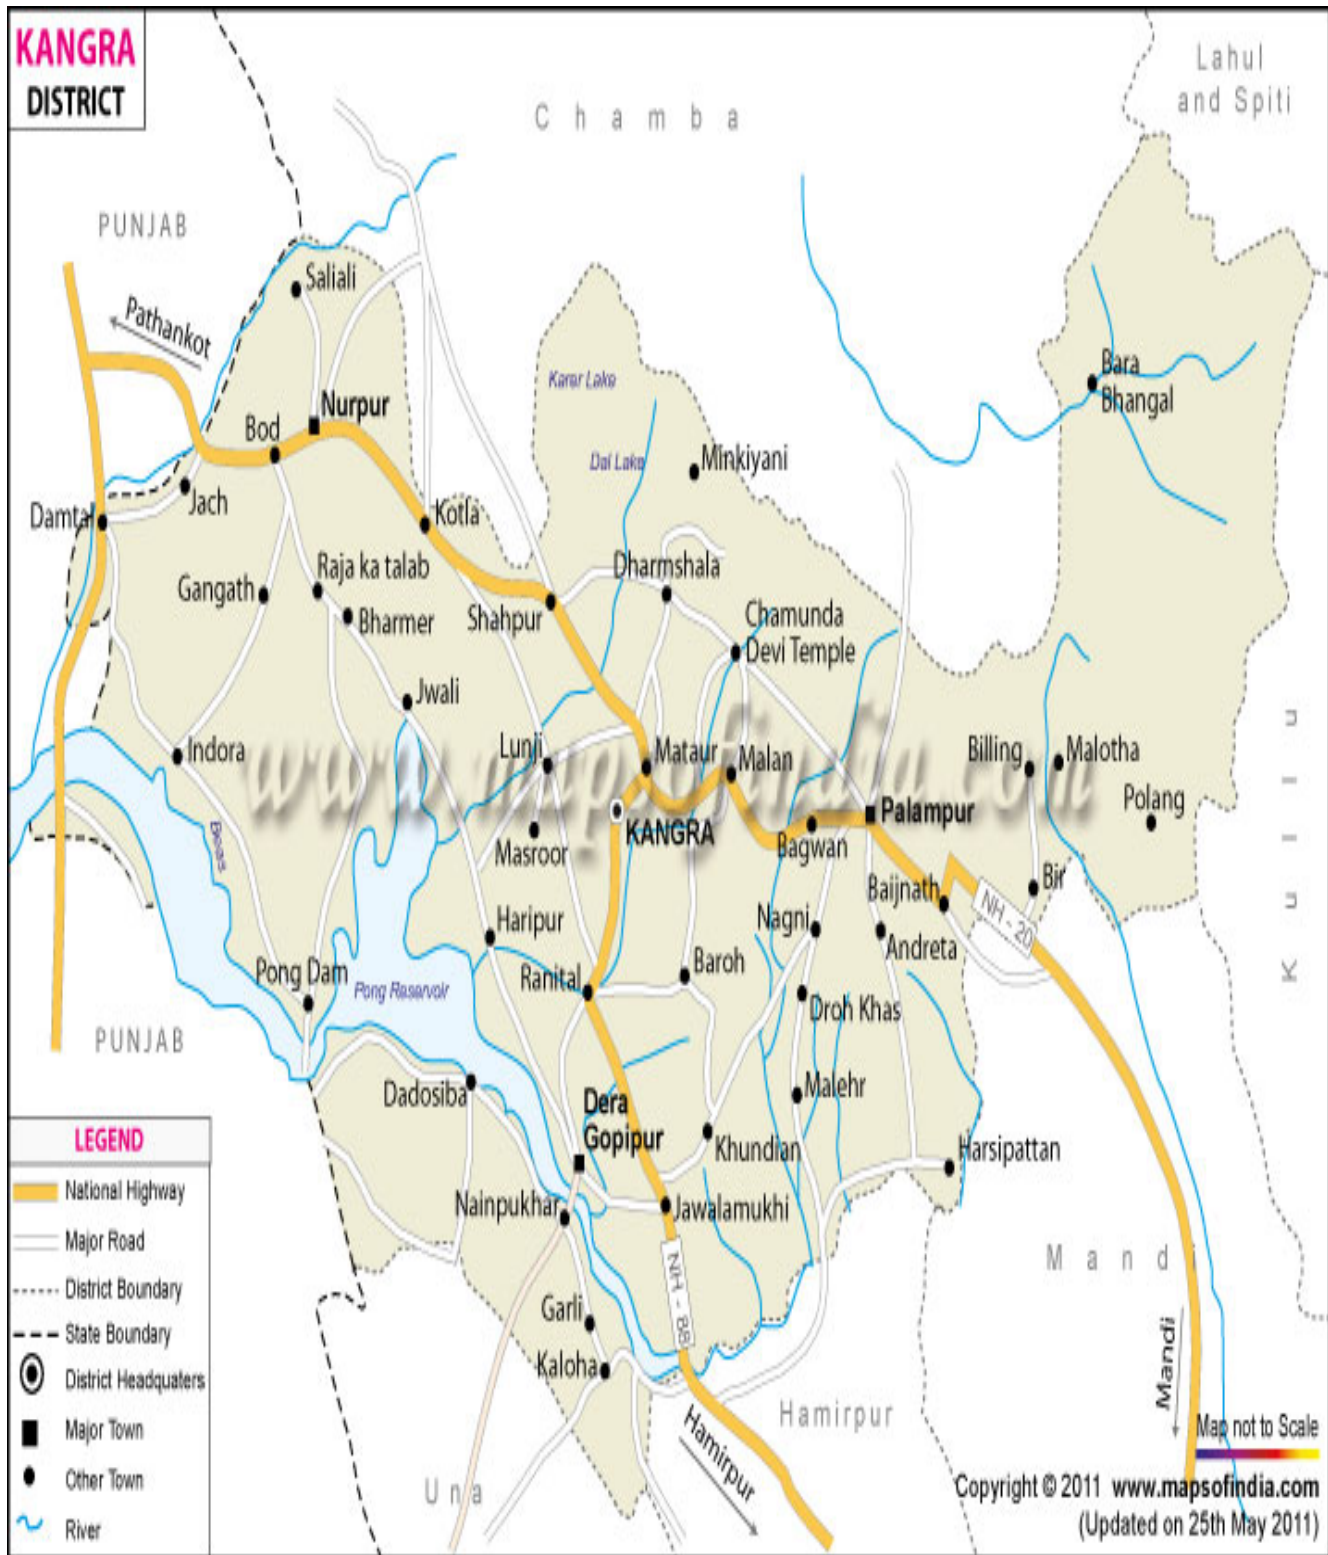 KANGRA
DISTRICT
Lahul
and Spiti
Chamba
PUNJAB
Pathankot
Saliali
Karer Lake
Bara
Bhangal
Nurpur
Bod
Dal Lake
Minkiyani
Jach
Damtal
Kotla
Gangath
Raja ka talab
Dharmshala
Bharmer
Shahpur
Chamunda
Devi Temple
Jwali
Kullu
Indora
Lunji
Mataur
Malan
Billing
Malotha
www.mapsofindia.com
Polang
Palampur
KANGRA
Beas
Masroor
Bagwan
Baijnath
Bir
NH - 20
Haripur
Nagni
Andreta
Pong Dam
Pong Reservoir
Ranital
Baroh
Droh Khas
PUNJAB
Dadosiba
Dera
Gopipur
Malehr
Khundian
Harsipattan
Nainpukhar
Jawalamukhi
NH - 88
Mandi
Garli
Kaloha
Mandi
Hamirpur
Hamirpur
Una
LEGEND
National Highway
Major Road
District Boundary
State Boundary
District Headquaters
Major Town
Other Town
River
Map not to Scale
Copyright © 2011 www.mapsofindia.com
(Updated on 25th May 2011)